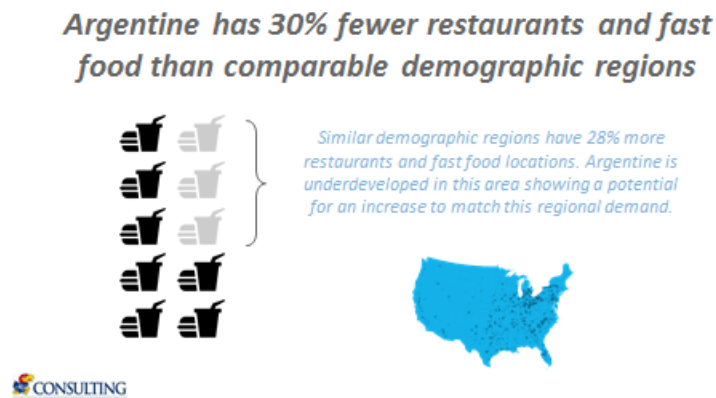 Argentine has 30% fewer restaurants and fast
food than comparable demographic regions
Similar demographic regions have 28% more
restaurants and fast food locations. Argentine is
underdeveloped in this area showing a potential
for an increase to match this regional demand.
CONSULTING